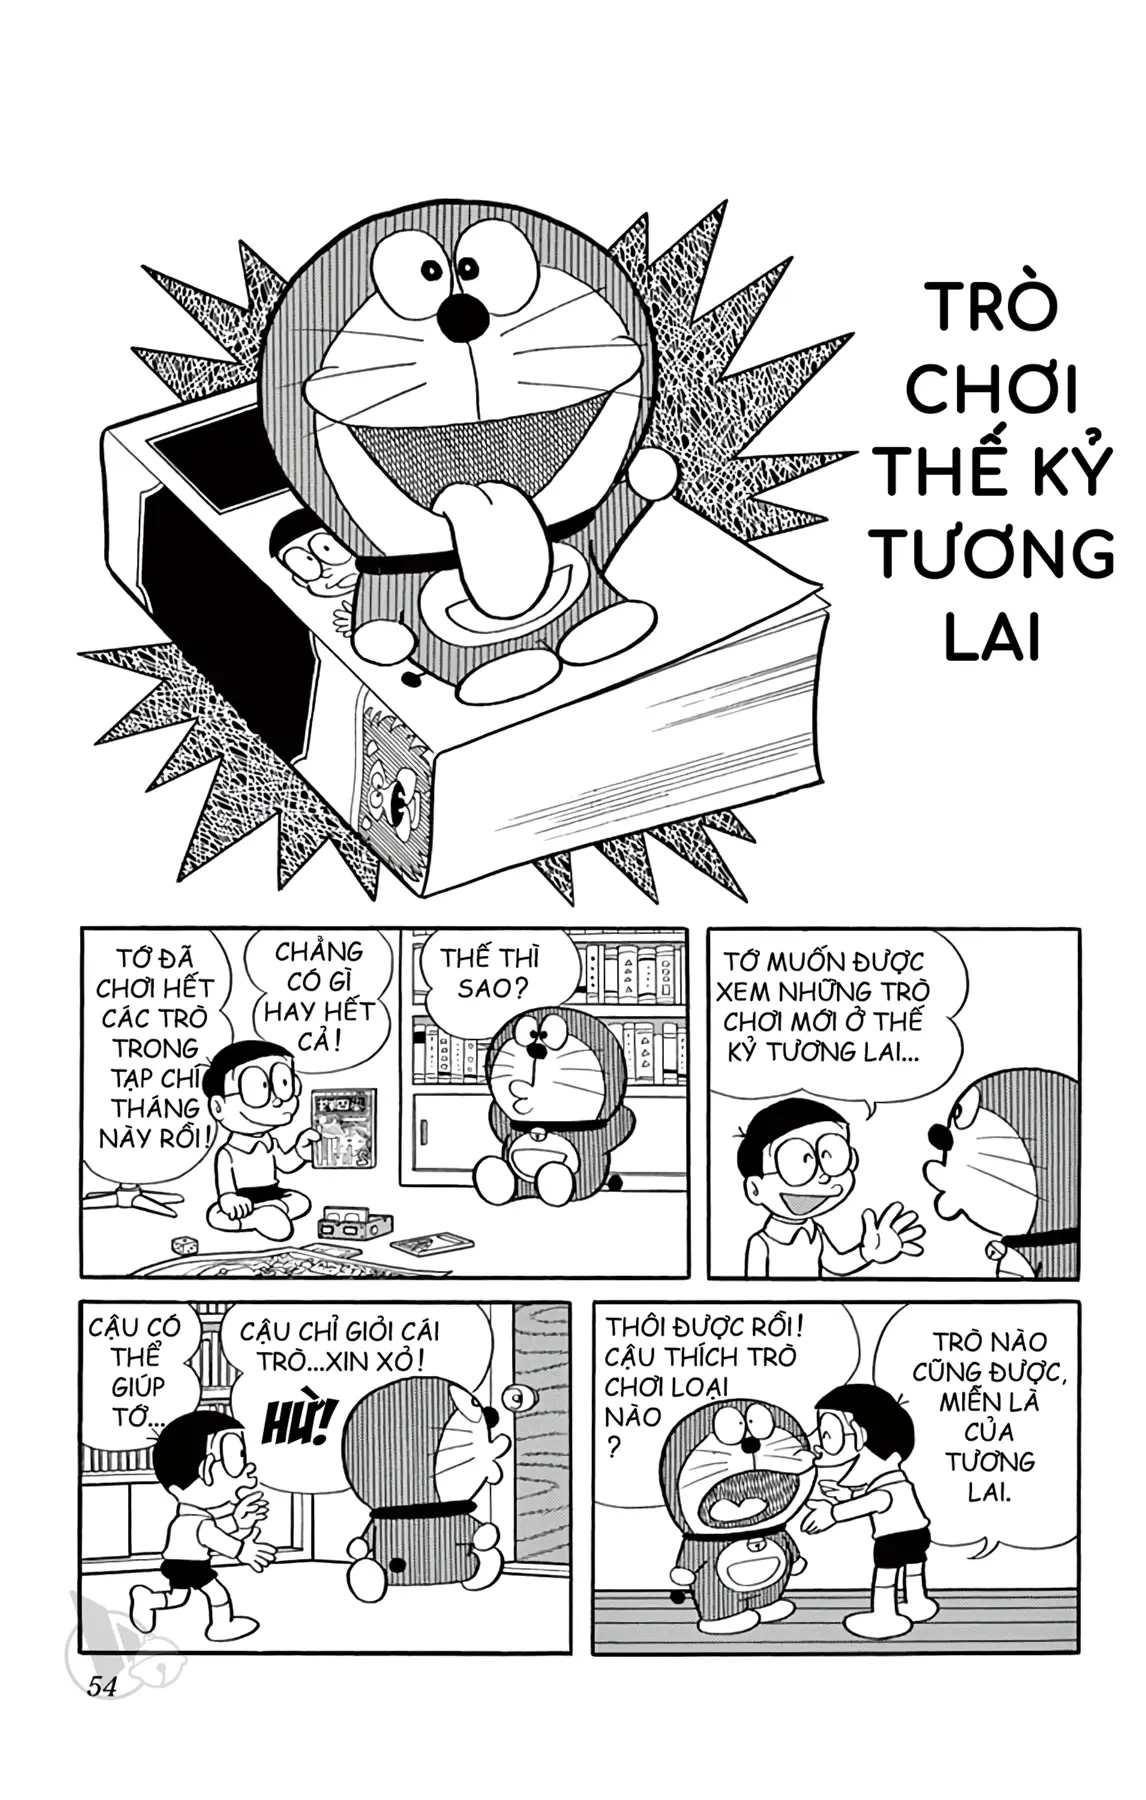 TRÒ
CHƠI
THẾ KỶ
TƯƠNG
LAI
TỚ ĐÃ
CHƠI HẾT
CÁC TRÒ
TRONG
TẠP CHÍ
THÁNG
NÀY RỒI!
CHẲNG
CÓ GÌ
HAY HẾT
CẢ!
THẾ THÌ
SAO?
TỚ MUỐN ĐƯỢC
XEM NHỮNG TRÒ
CHƠI MỚI Ở THẾ
KỶ TƯƠNG LAI...
CẬU CÓ
THỂ
GIÚP
TỚ...
CẬU CHỈ GIỎI CÁI
TRÒ...XIN XỎ!
HỪ!
THÔI ĐƯỢC RỒI!
CẬU THÍCH TRÒ
CHƠI LOẠI
NÀO
?
TRÒ NÀO
CŨNG ĐƯỢC,
MIỄN LÀ
CỦA
TƯƠNG
LAI.
54